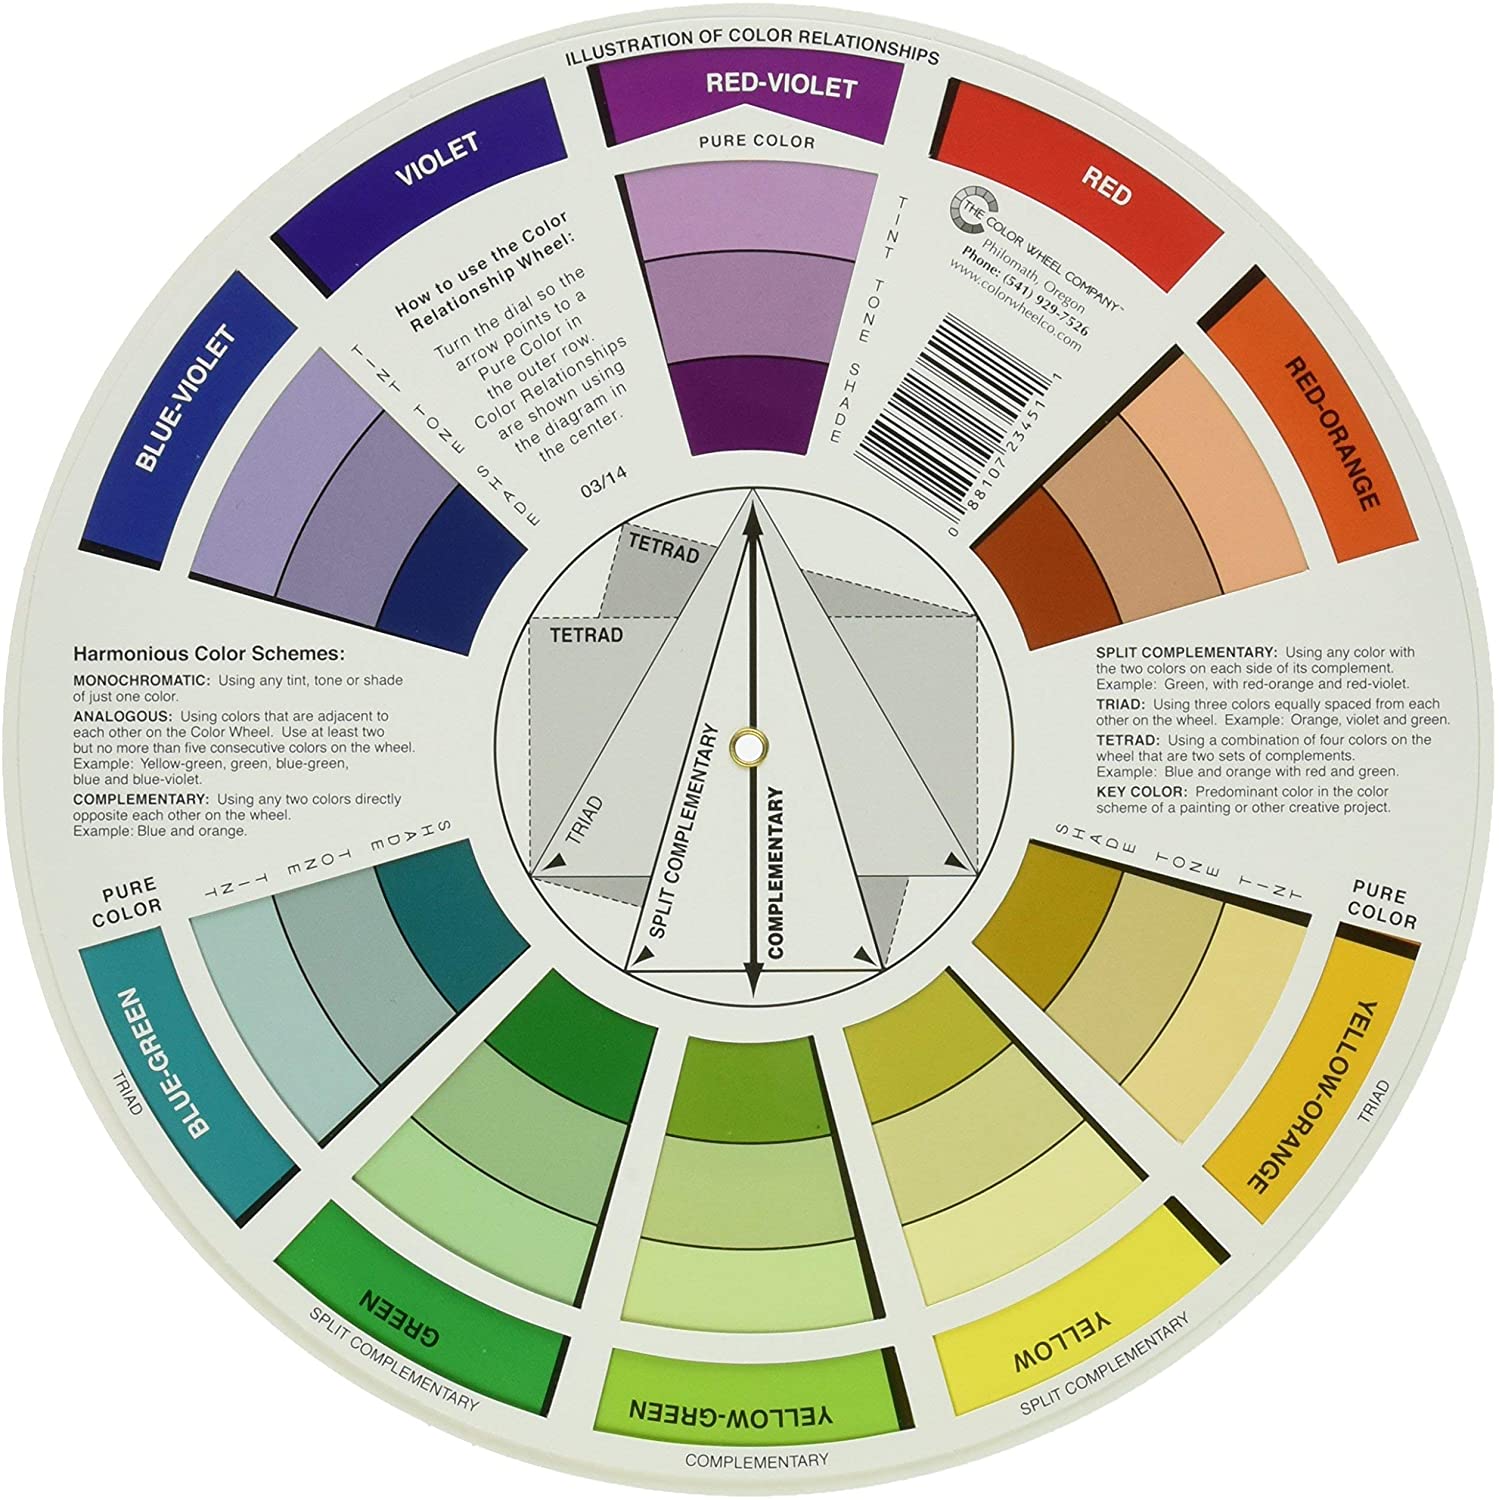 ILLUSTRATION OF COLOR RELATIONSHIPS
RED-VIOLET
PURE COLOR
TINT TONE SHADE
VIOLET
RED
THE COLOR WHEEL COMPANY™
Philomath, Oregon
Phone: (541) 929-7526
www.colorwheelco.com
0 88107 23451 1
How to use the Color
Relationship Wheel:
Turn the dial so the
arrow points to a
Pure Color in
the outer row.
Color Relationships
are shown using
the diagram in
the center.
03/14
BLUE-VIOLET
TINT TONE SHADE
RED-ORANGE
TETRAD
TETRAD
TRIAD
SPLIT COMPLEMENTARY
COMPLEMENTARY
Harmonious Color Schemes:
MONOCHROMATIC: Using any tint, tone or shade
of just one color.
ANALOGOUS: Using colors that are adjacent to
each other on the Color Wheel. Use at least two
but no more than five consecutive colors on the wheel.
Example: Yellow-green, green, blue-green,
blue and blue-violet.
COMPLEMENTARY: Using any two colors directly
opposite each other on the wheel.
Example: Blue and orange.
SPLIT COMPLEMENTARY: Using any color with
the two colors on each side of its complement.
Example: Green, with red-orange and red-violet.
TRIAD: Using three colors equally spaced from each
other on the wheel. Example: Orange, violet and green.
TETRAD: Using a combination of four colors on the
wheel that are two sets of complements.
Example: Blue and orange with red and green.
KEY COLOR: Predominant color in the color
scheme of a painting or other creative project.
SHADE TONE TINT
PURE
COLOR
BLUE-GREEN
TRIAD
SHADE TONE TINT
PURE
COLOR
YELLOW-ORANGE
TRIAD
GREEN
SPLIT COMPLEMENTARY
YELLOW-GREEN
COMPLEMENTARY
YELLOW
SPLIT COMPLEMENTARY